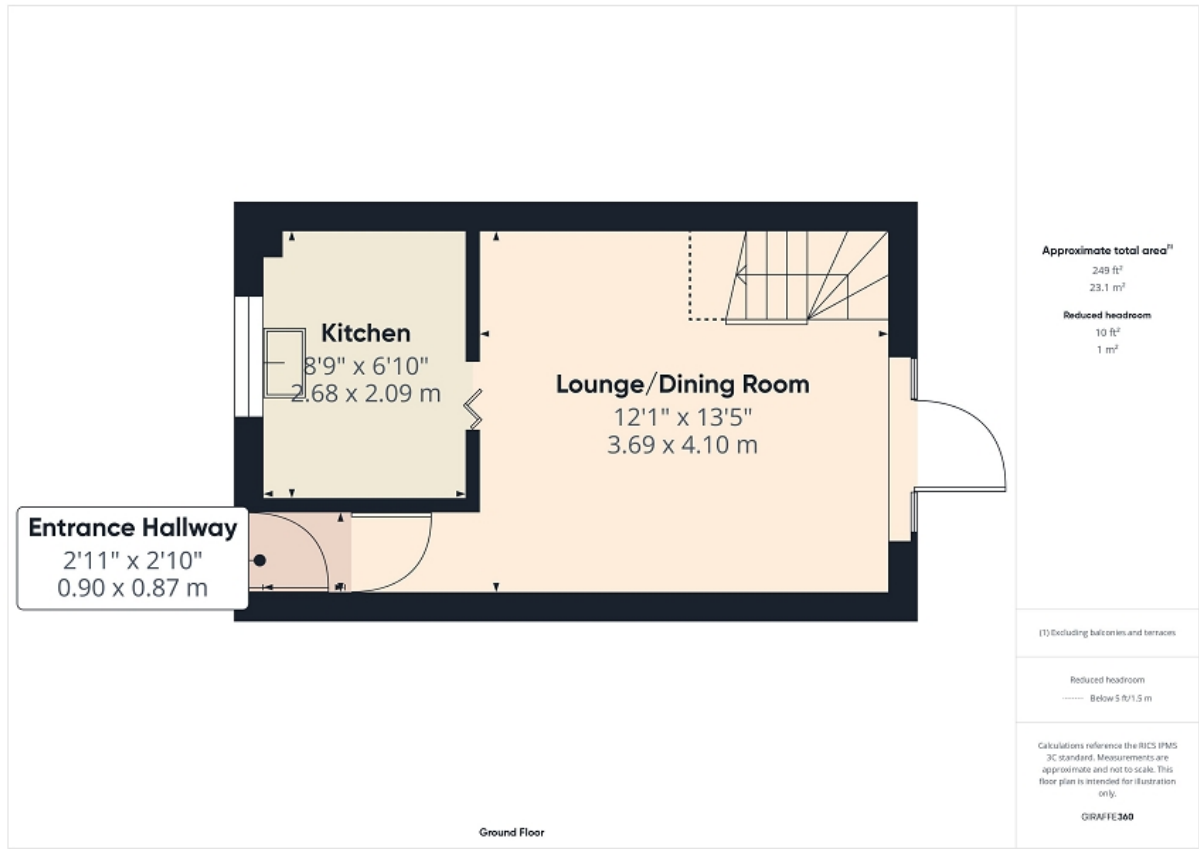 Kitchen
8'9" x 6'10"
2.68 x 2.09 m
Lounge/Dining Room
12'1" x 13'5"
3.69 x 4.10 m
Entrance Hallway
2'11" x 2'10"
0.90 x 0.87 m
Ground Floor
Approximate total area⁽¹⁾
249 ft²
23.1 m²
Reduced headroom
10 ft²
1 m²
(1) Excluding balconies and terraces
Reduced headroom
Below 5 ft/1.5 m
Calculations reference the RICS IPMS
3C standard. Measurements are
approximate and not to scale. This
floor plan is intended for illustration
only.
GIRAFFE360